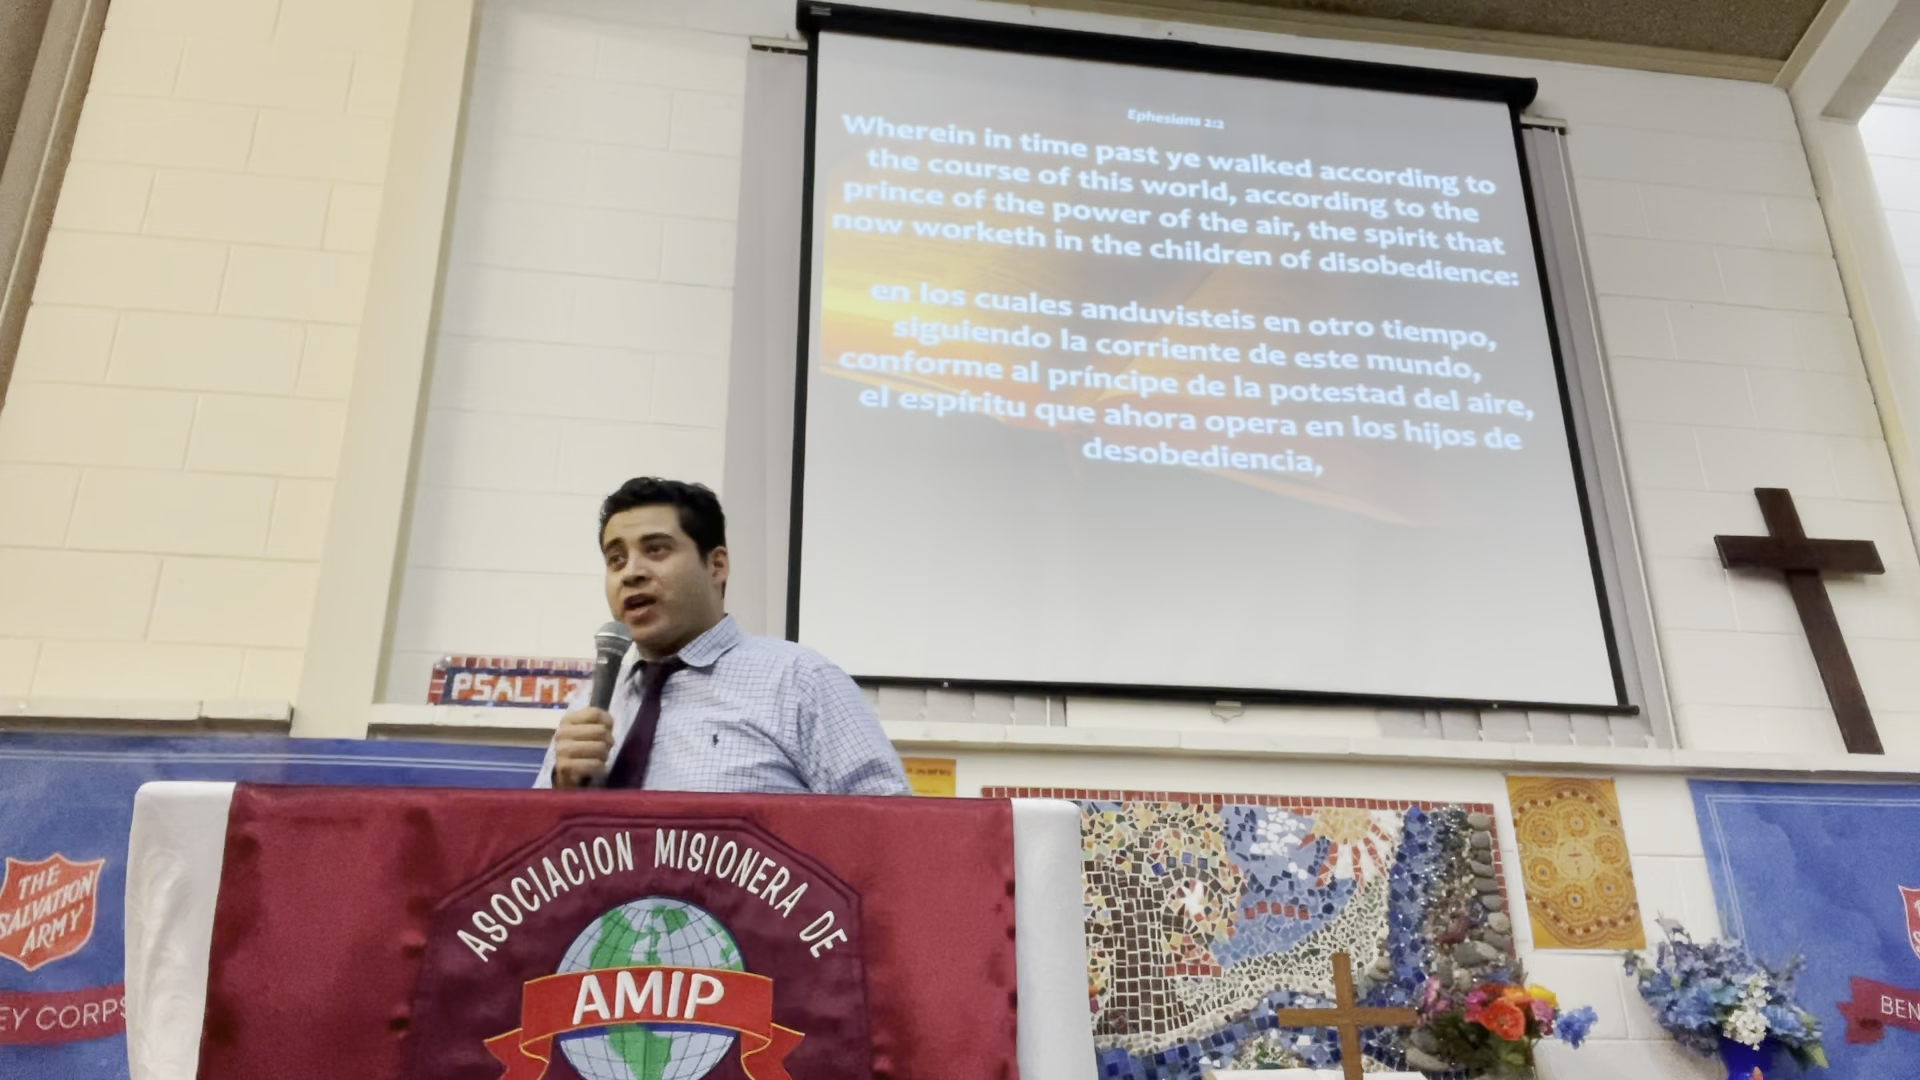 Ephesians 2:2
Wherein in time past ye walked according to
the course of this world, according to the
prince of the power of the air, the spirit that
now worketh in the children of disobedience:
en los cuales anduvisteis en otro tiempo,
siguiendo la corriente de este mundo,
conforme al príncipe de la potestad del aire,
el espíritu que ahora opera en los hijos de
desobediencia,
PSALM
THE
SALVATION
ARMY
EY CORPS
ASOCIACION MISIONERA DE
AMIP
BEN